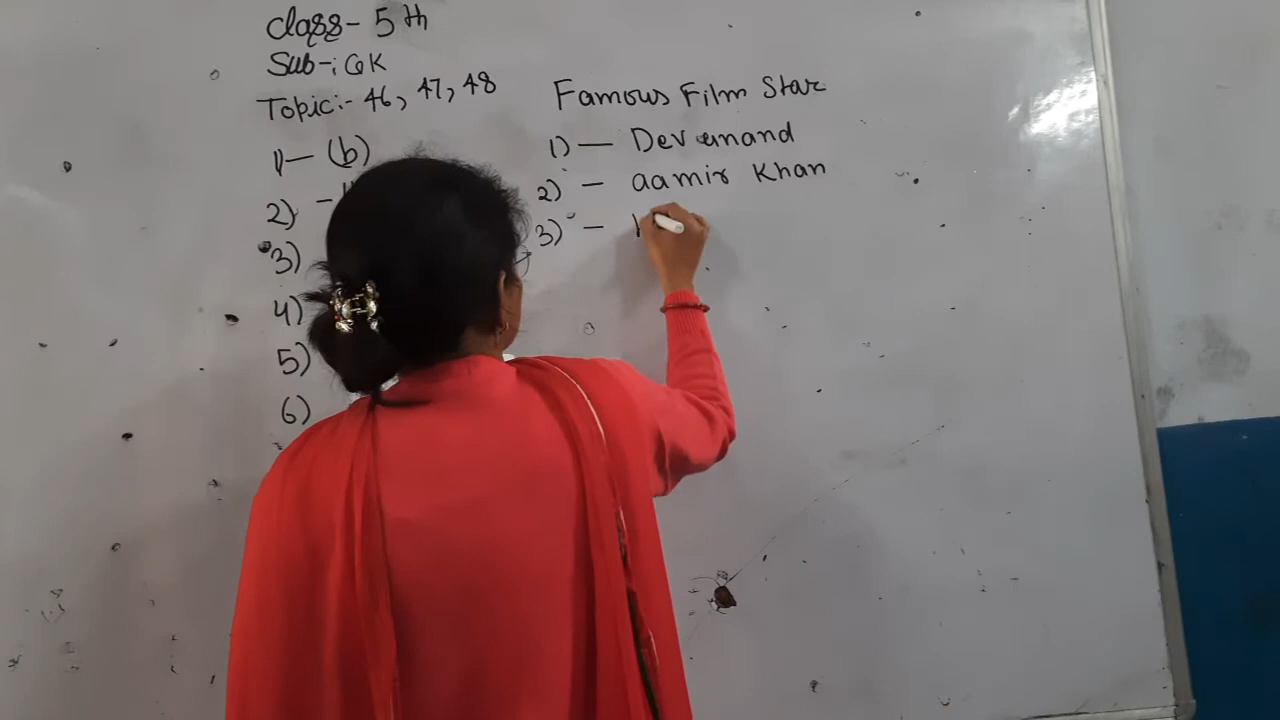 Class- 5th
Sub-: GK
Topic:- 46, 47, 48
1)— (b)
2) -
3)
4)
5)
6)
Famous Film Star
1) — Dev anand
2) — aamir Khan
3) —